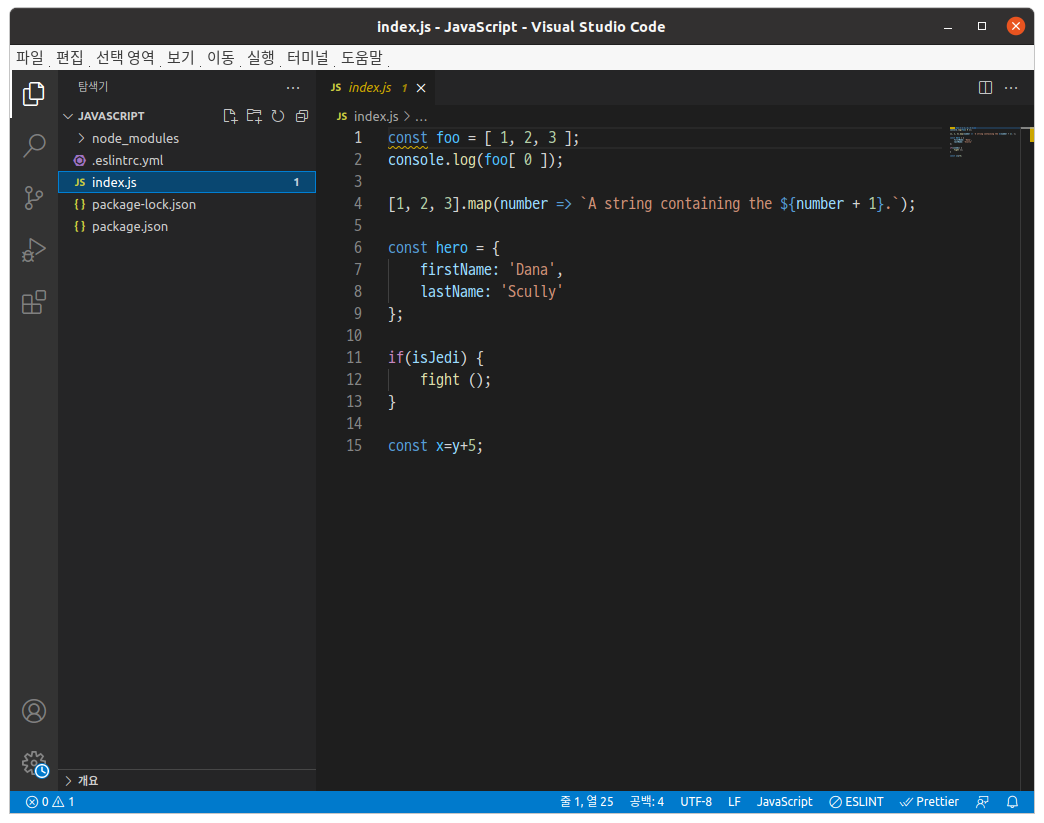 index.js - JavaScript - Visual Studio Code
파일 편집 선택 영역 보기 이동 실행 터미널 도움말
탐색기
JAVASCRIPT
node_modules
.eslintrc.yml
JS index.js 1
{} package-lock.json
{} package.json
개요
JS index.js 1
JS index.js > ...
1 const foo = [ 1, 2, 3 ];
2 console.log(foo[ 0 ]);
3
4 [1, 2, 3].map(number => `A string containing the ${number + 1}.`);
5
6 const hero = {
7 firstName: 'Dana',
8 lastName: 'Scully'
9 };
10
11 if(isJedi) {
12 fight ();
13 }
14
15 const x=y+5;
0 1 줄 1, 열 25 공백: 4 UTF-8 LF JavaScript ESLINT Prettier